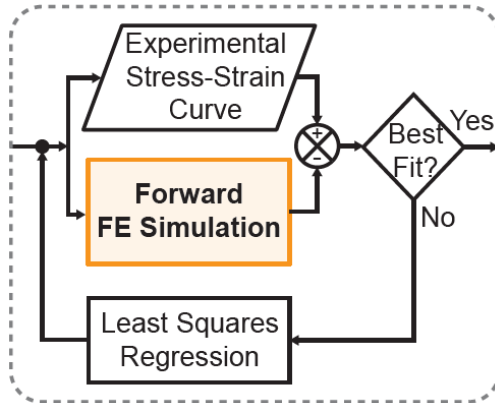 Experimental
Stress-Strain
Curve
+
-
Best
Fit?
Yes
Forward
FE Simulation
No
Least Squares
Regression